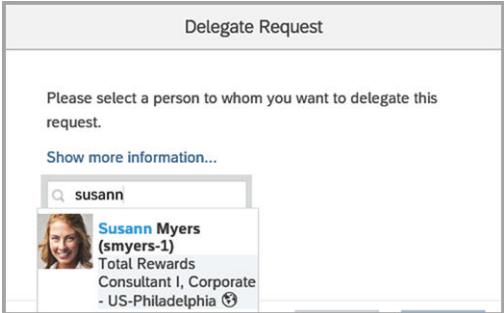 Delegate Request
Please select a person to whom you want to delegate this
request.
Show more information...
susann
Susann Myers
(smyers-1)
Total Rewards
Consultant I, Corporate
- US-Philadelphia